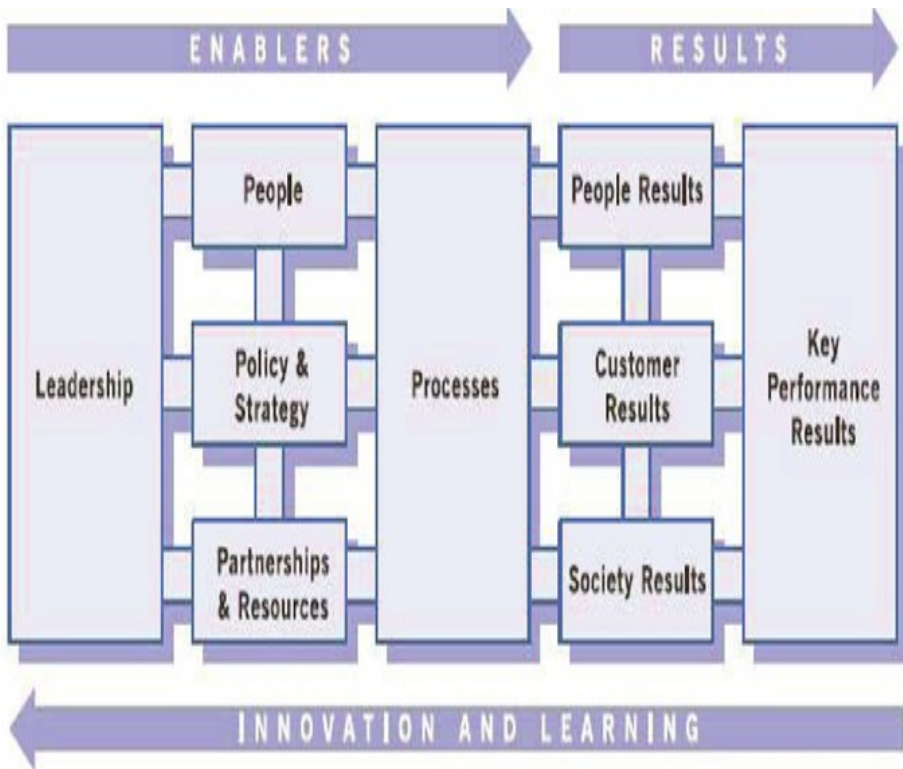 ENABLERS
RESULTS
Leadership
People
Policy &
Strategy
Partnerships
& Resources
Processes
People Results
Customer
Results
Society Results
Key
Performance
Results
INNOVATION AND LEARNING